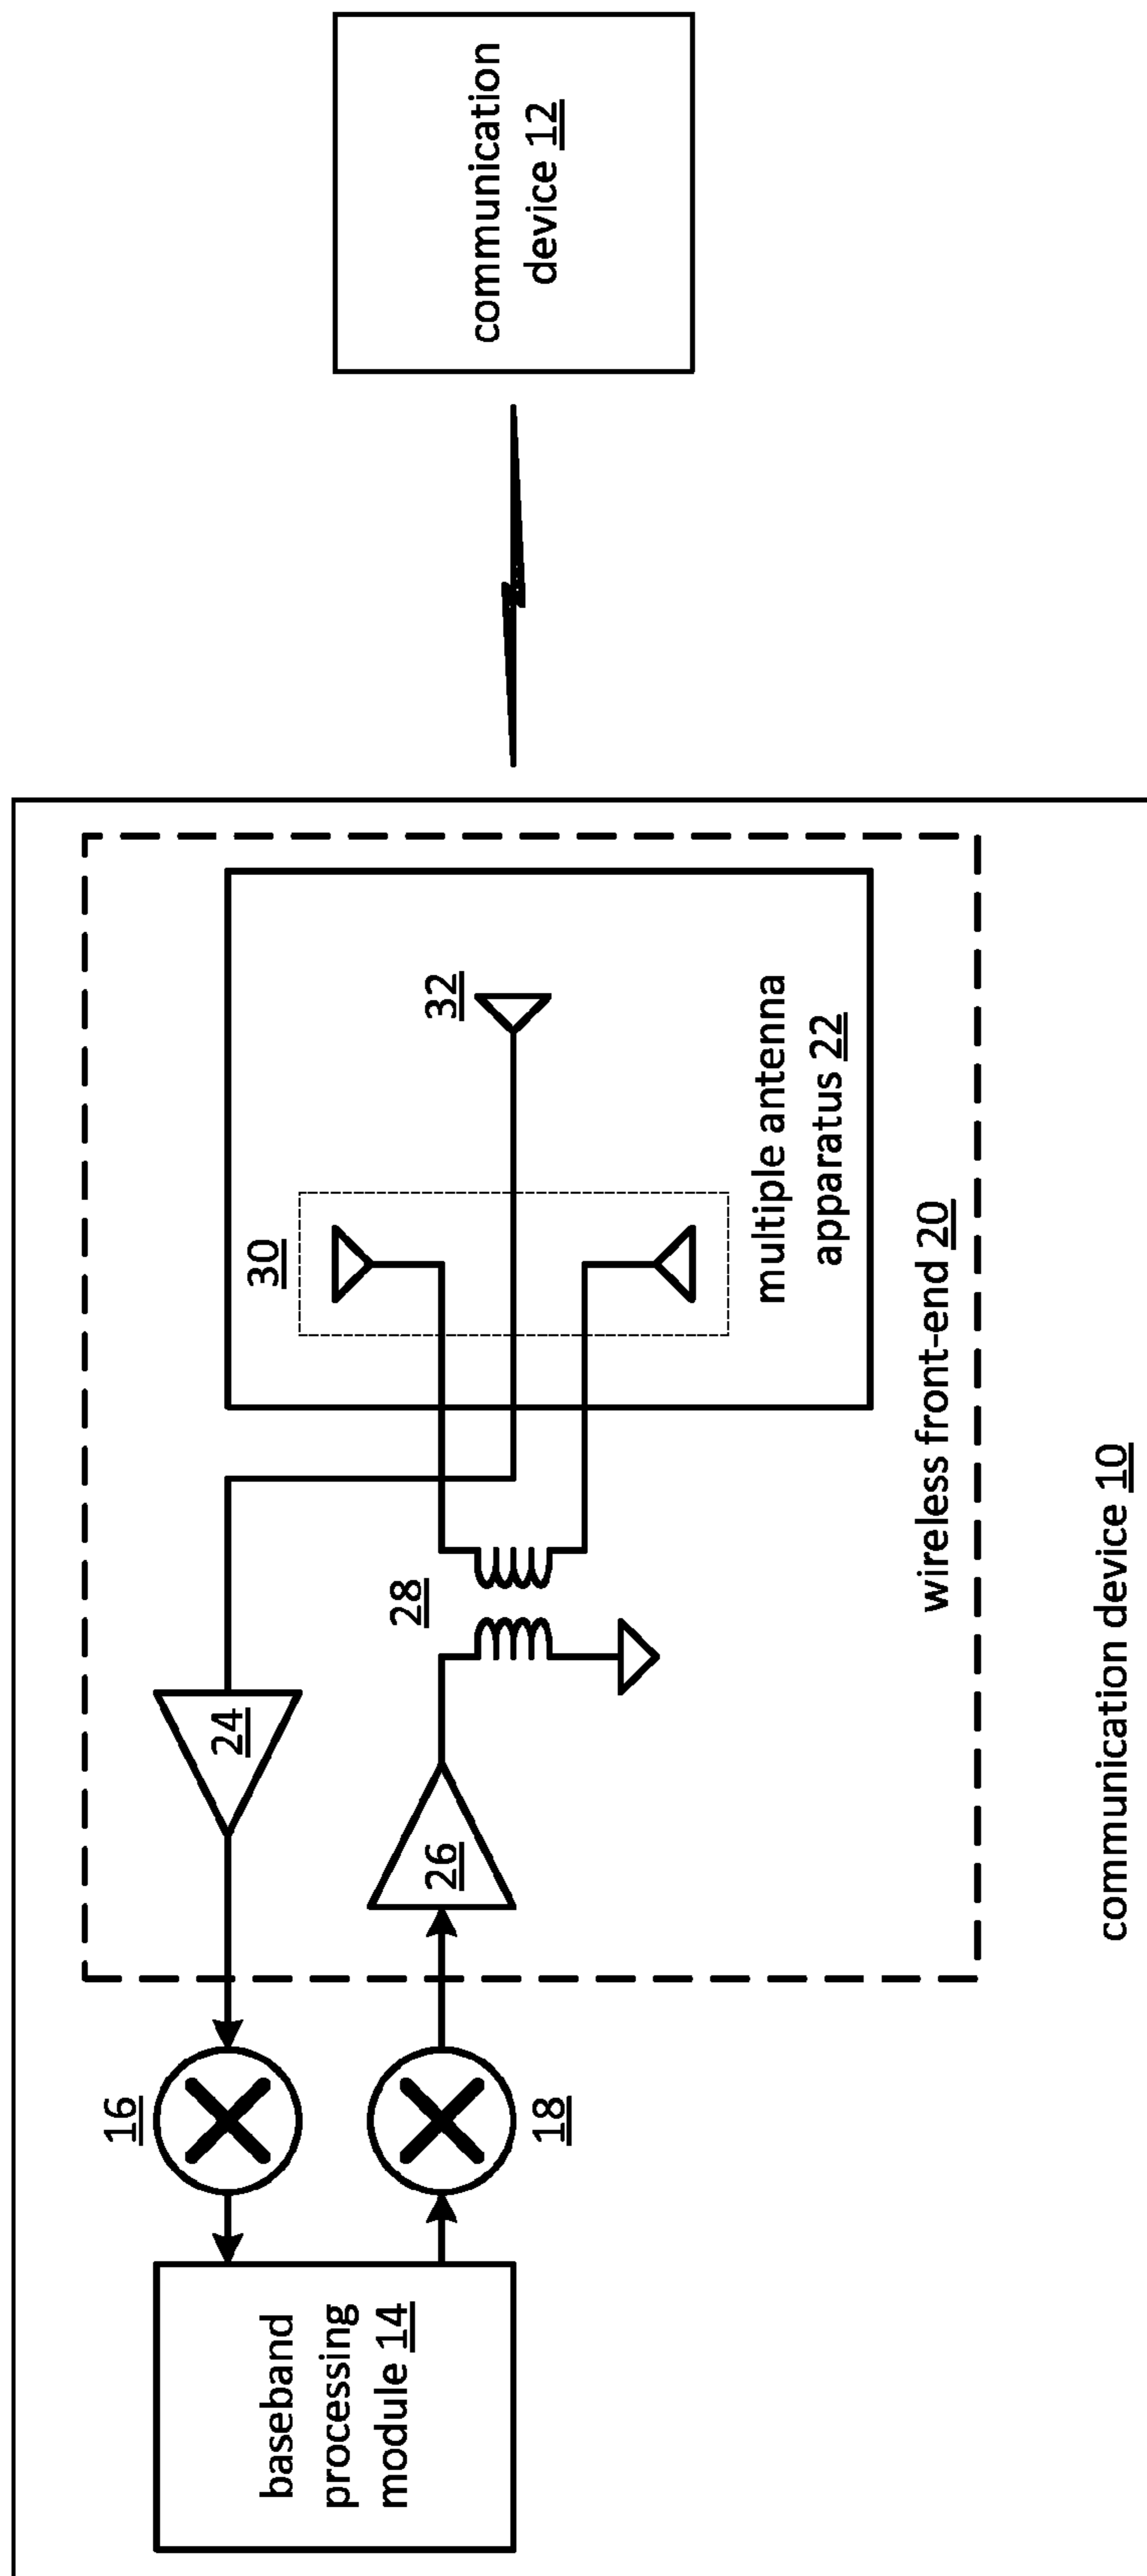 baseband
processing
module 14
16
18
24
26
28
30
32
multiple antenna
apparatus 22
wireless front-end 20
communication device 10
communication
device 12